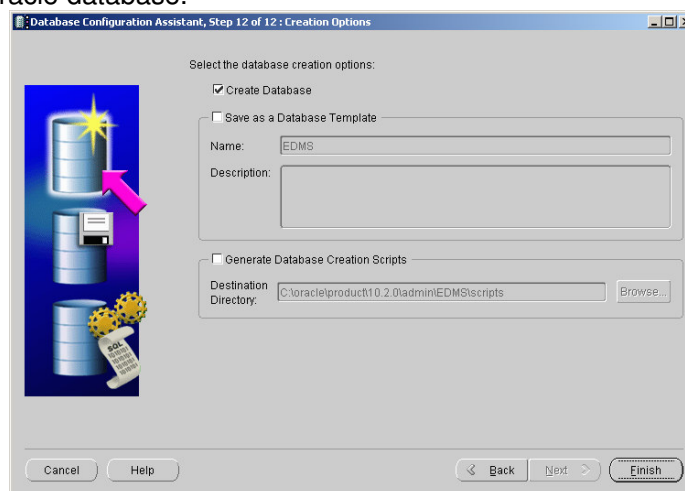 racle database.
Database Configuration Assistant, Step 12 of 12 : Creation Options
Select the database creation options:
Create Database
Save as a Database Template
Name: EDMS
Description:
Generate Database Creation Scripts
Destination Directory: C:\oracle\product\10.2.0\admin\EDMS\scripts Browse...
SQL
Cancel Help Back Next Finish